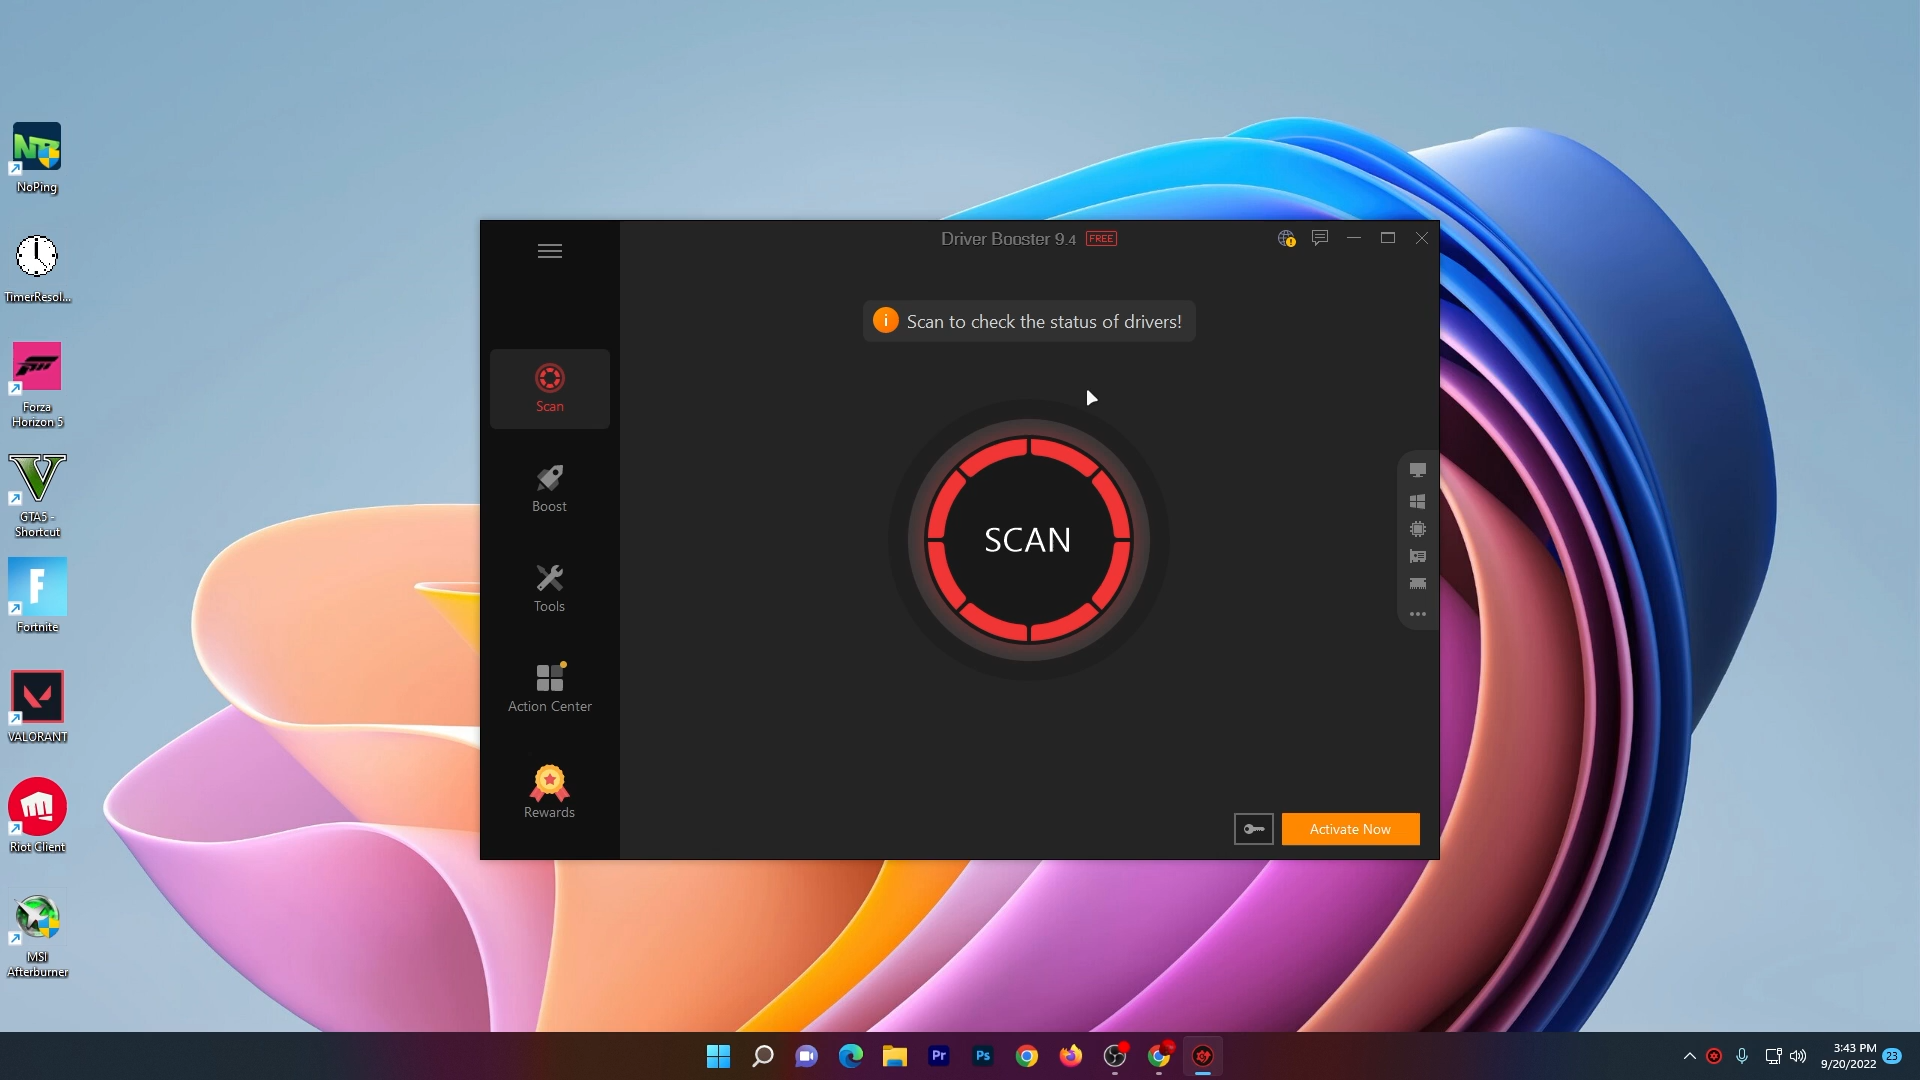 NoPing
TimerResol...
Forza
Horizon 5
GTA5 -
Shortcut
Fortnite
VALORANT
Riot Client
MSI
Afterburner
Driver Booster 9.4 FREE
Scan to check the status of drivers!
Scan
Boost
Tools
Action Center
Rewards
SCAN
Activate Now
Pr
Ps
3:43 PM
9/20/2022
23